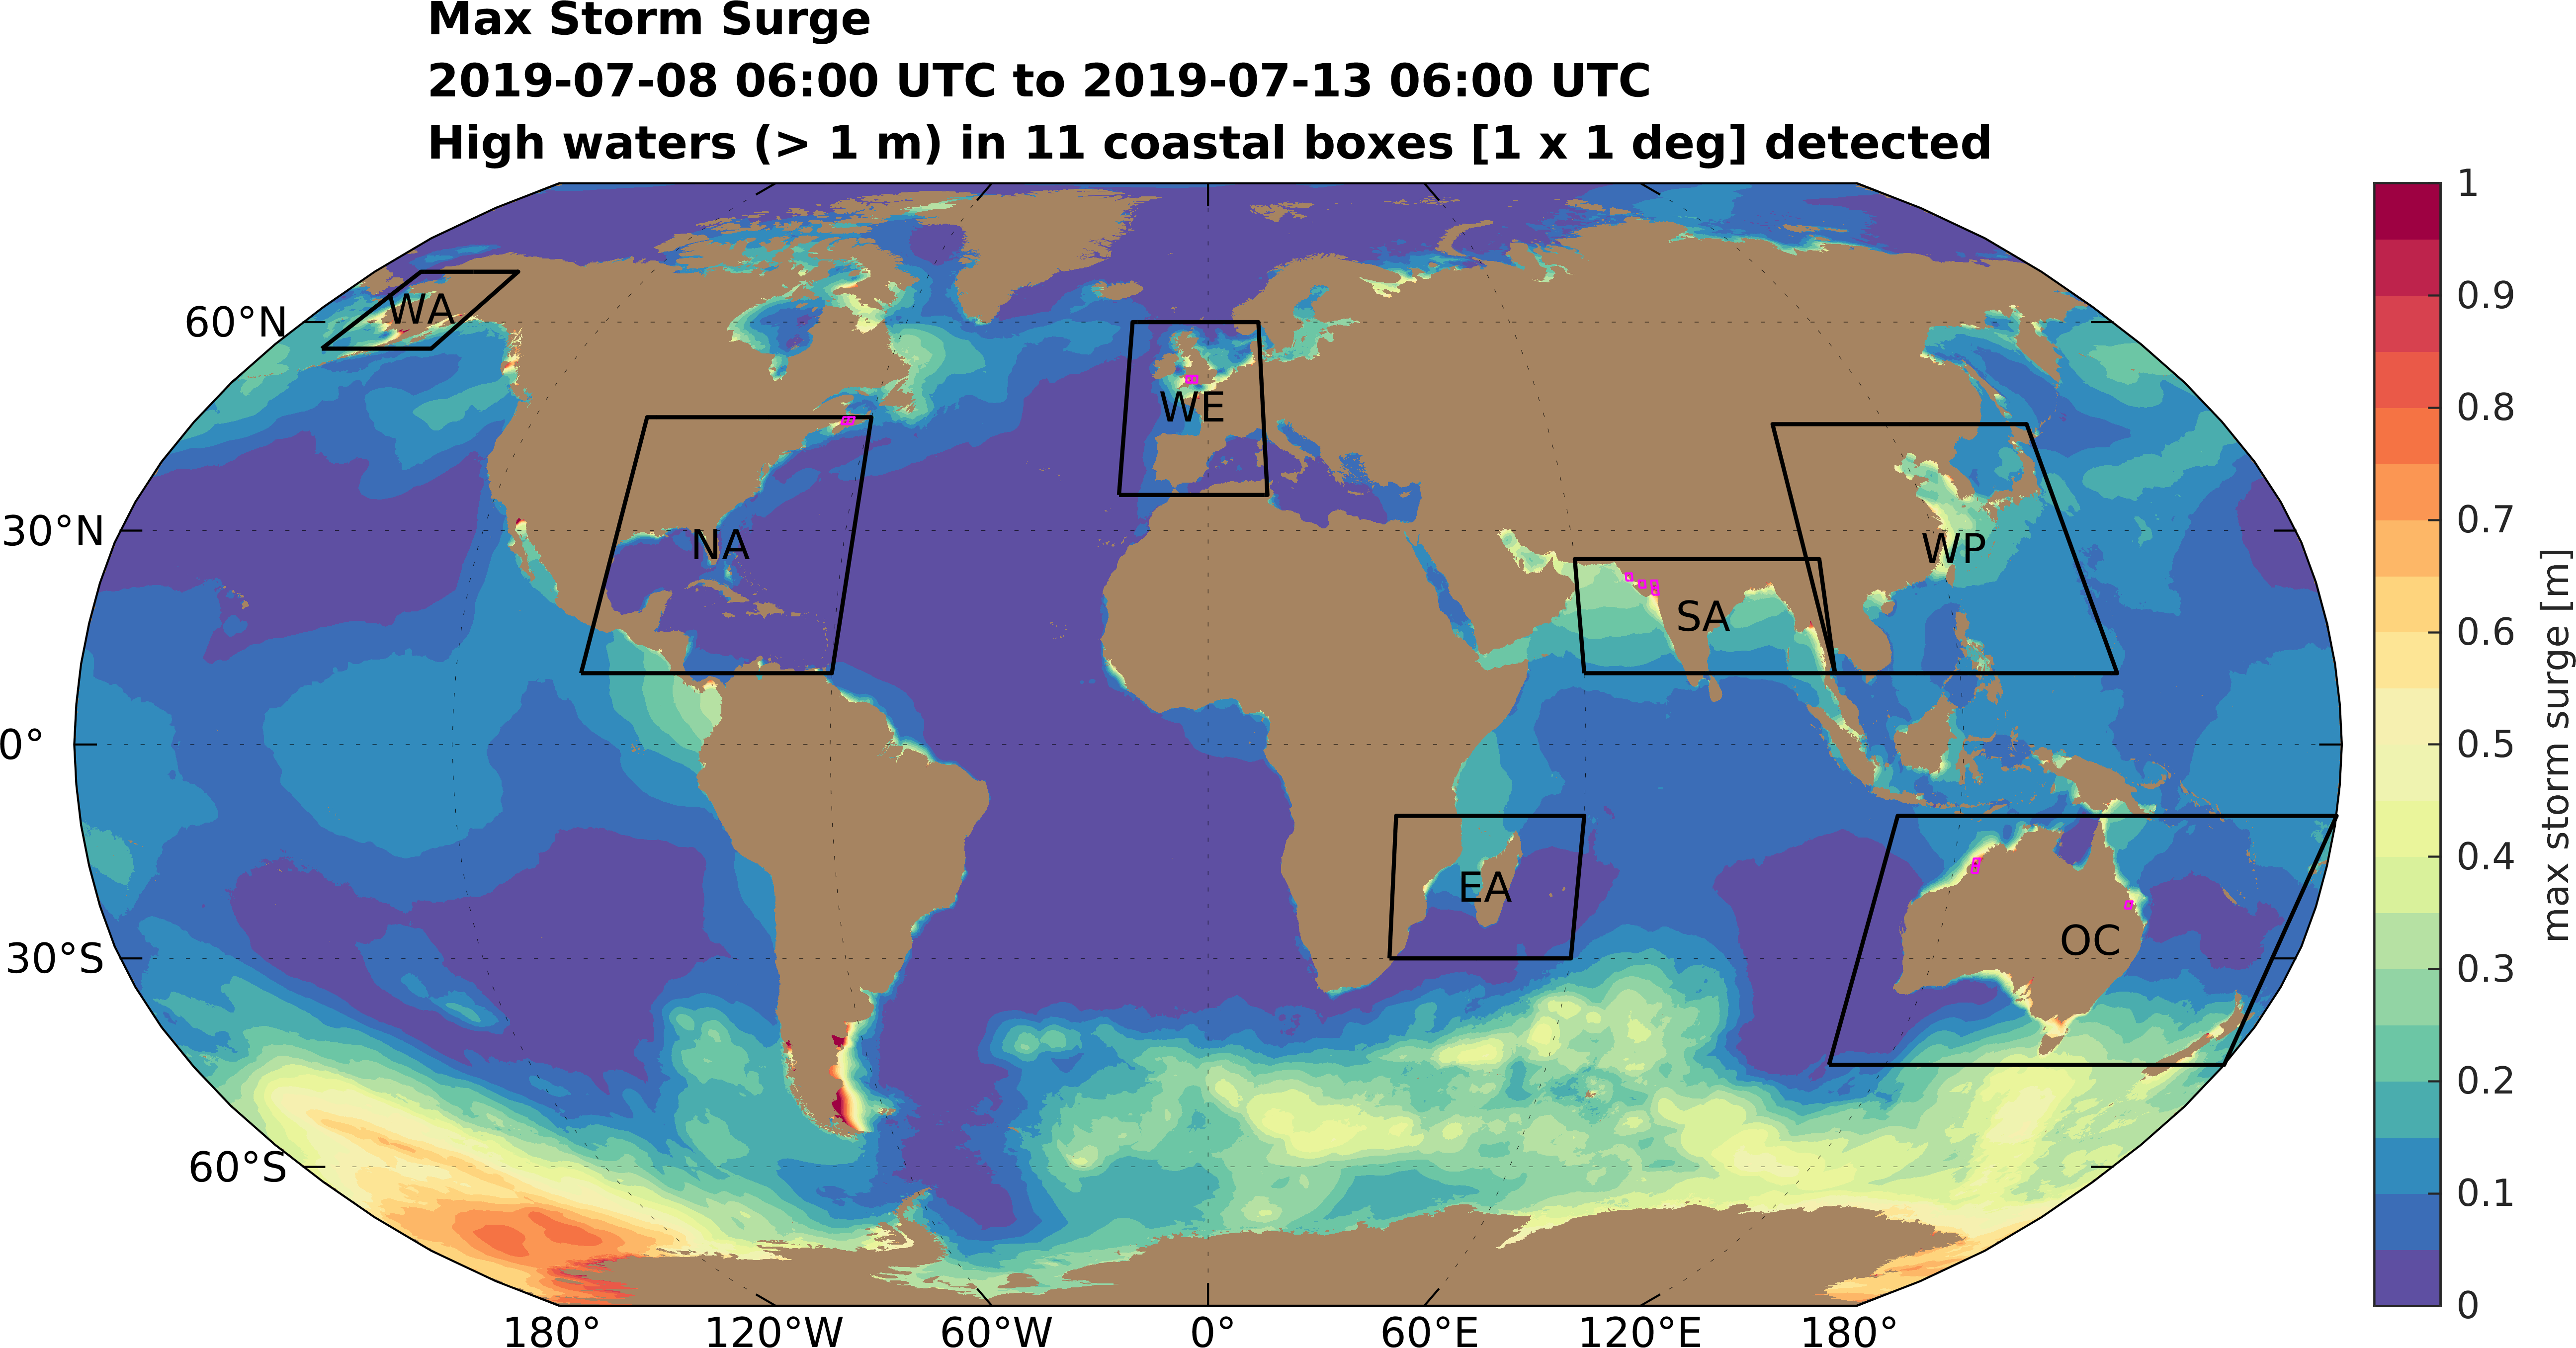 Max Storm Surge
2019-07-08 06:00 UTC to 2019-07-13 06:00 UTC
High waters (> 1 m) in 11 coastal boxes [1 x 1 deg] detected
WA
60°N
WE
NA
30°N
WP
SA
0°
EA
OC
30°S
60°S
180°
120°W
60°W
0°
60°E
120°E
180°
1
0.9
0.8
0.7
0.6
0.5
0.4
0.3
0.2
0.1
0
max storm surge [m]